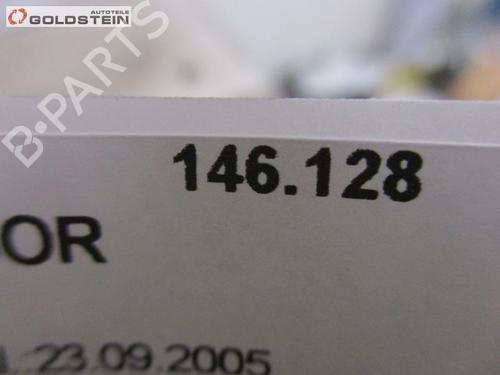 AUTOTEILE
GOLDSTEIN
B-PARTS
146.128
OR
.23.09.2005